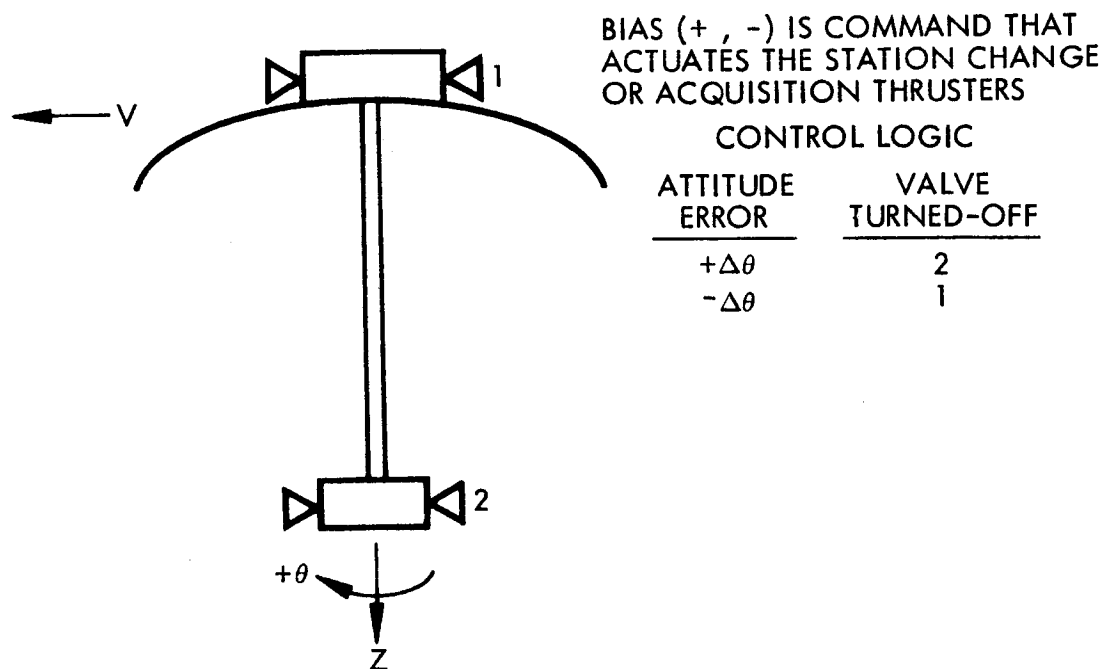 BIAS (+ , -) IS COMMAND THAT
ACTUATES THE STATION CHANGE
OR ACQUISITION THRUSTERS
CONTROL LOGIC
ATTITUDE ERROR
VALVE TURNED-OFF
+Δθ 2
-Δθ 1
1
V
2
+θ
Z